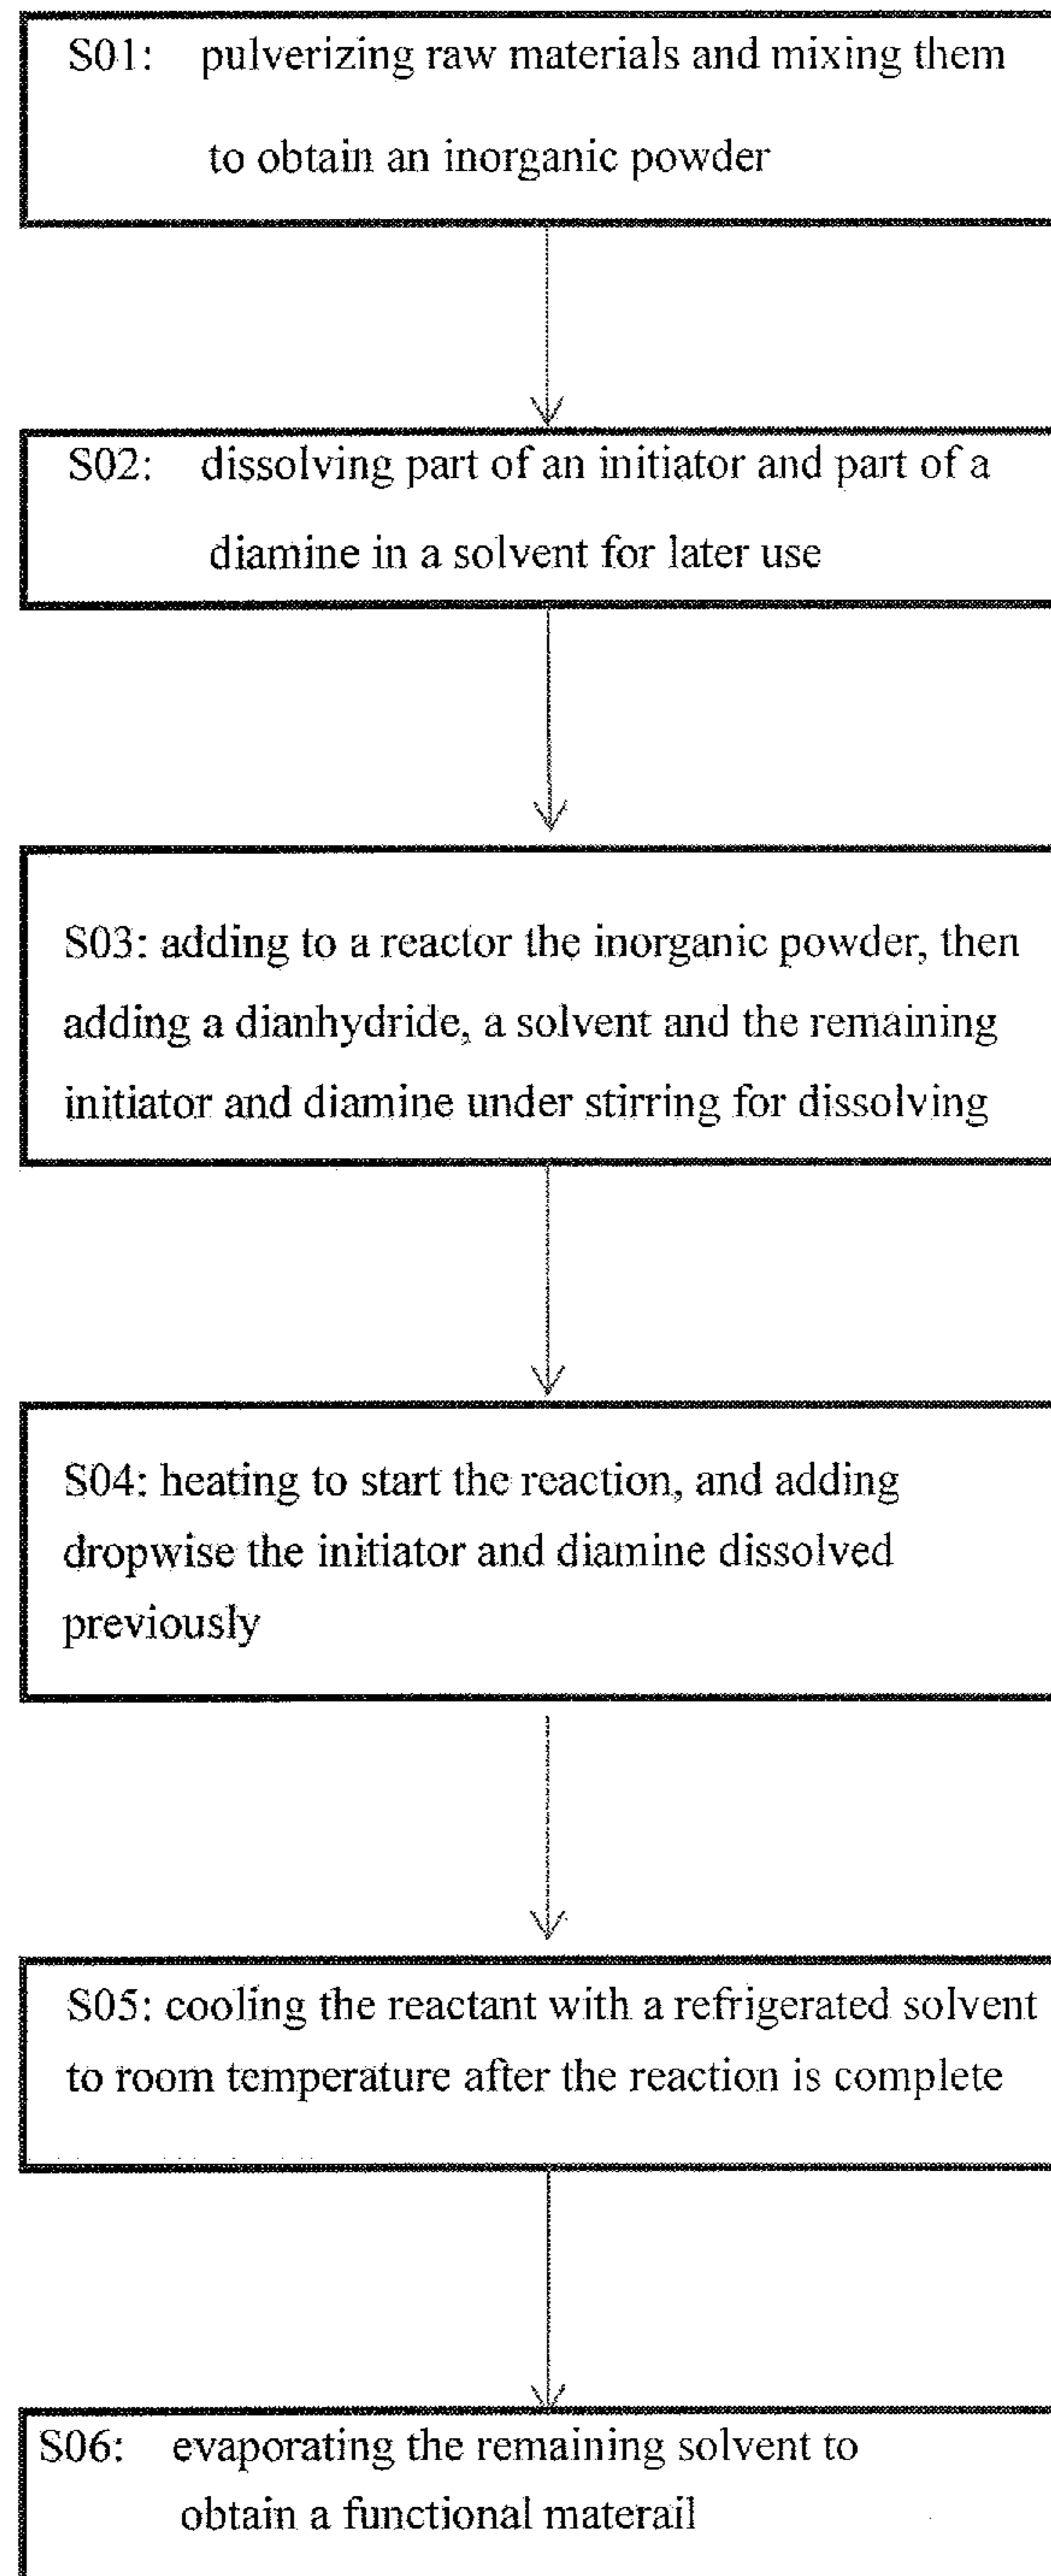 S01: pulverizing raw materials and mixing them
to obtain an inorganic powder
S02: dissolving part of an initiator and part of a
diamine in a solvent for later use
S03: adding to a reactor the inorganic powder, then
adding a dianhydride, a solvent and the remaining
initiator and diamine under stirring for dissolving
S04: heating to start the reaction, and adding
dropwise the initiator and diamine dissolved
previously
S05: cooling the reactant with a refrigerated solvent
to room temperature after the reaction is complete
S06: evaporating the remaining solvent to
obtain a functional materail